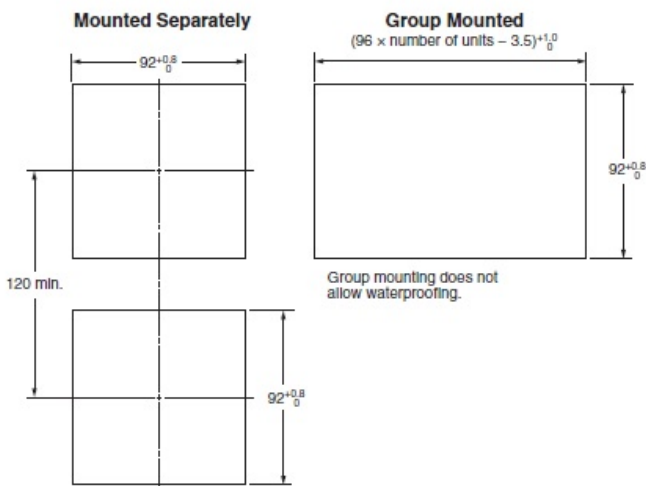 Mounted Separately
92+0.8 0
120 min.
92+0.8 0
Group Mounted
(96 × number of units – 3.5)+1.0 0
92+0.8 0
Group mounting does not
allow waterproofing.